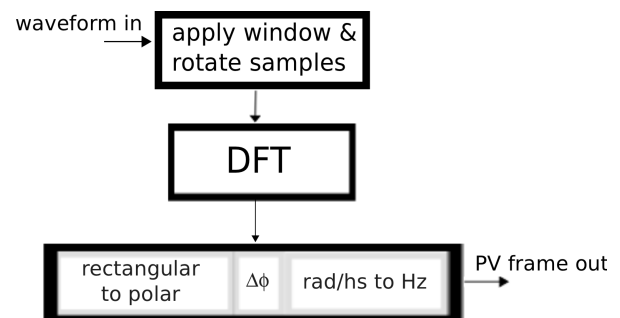 waveform in
apply window &
rotate samples
DFT
rectangular
to polar
Δϕ
rad/hs to Hz
PV frame out